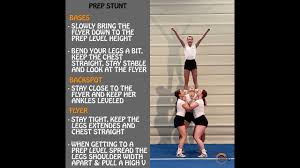 PREP STUNT
BASES
- SLOWLY BRING THE
FLYER DOWN TO THE
PREP LEVEL HEIGHT
- BEND YOUR LEGS A BIT,
KEEP THE CHEST
STRAIGHT, STAY STABLE
AND LOOK AT THE FLYER
BACKSPOT
- STAY CLOSE TO THE
FLYER AND KEEP HER
ANKLES LEVELED
FLYER
- STAY TIGHT, KEEP THE
LEGS EXTENDES AND
CHEST STRAIGHT
- WHEN GETTING TO A
PREP LEVEL SPREAD THE
LEGS SHOULDER WIDTH
APART & PULL A HIGH V